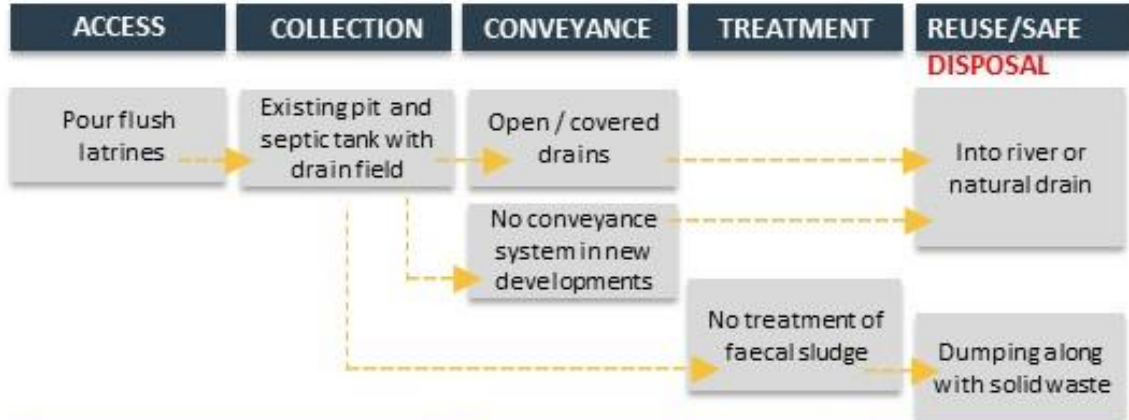 ACCESS
COLLECTION
CONVEYANCE
TREATMENT
REUSE/SAFE
DISPOSAL
Pour flush
latrines
Existing pit and
septic tank with
drain field
Open / covered
drains
Into river or
natural drain
No conveyance
system in new
developments
No treatment of
faecal sludge
Dumping along
with solid waste